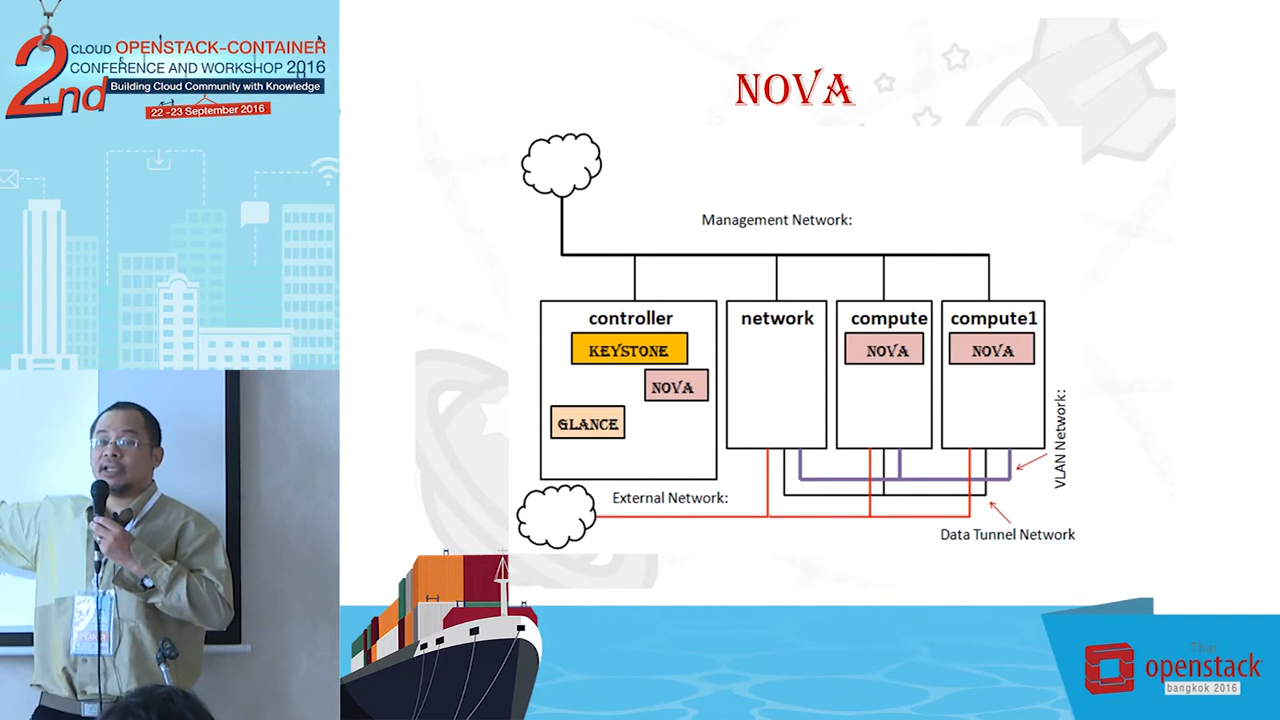 2nd
CLOUD OPENSTACK-CONTAINER
CONFERENCE AND WORKSHOP 2016
Building Cloud Community with Knowledge
22 -23 September 2016
NOVA
Management Network:
controller
KEYSTONE
NOVA
GLANCE
network
compute
NOVA
compute1
NOVA
VLAN Network:
External Network:
Data Tunnel Network
SPEAKER
Thai
openstack
bangkok 2016